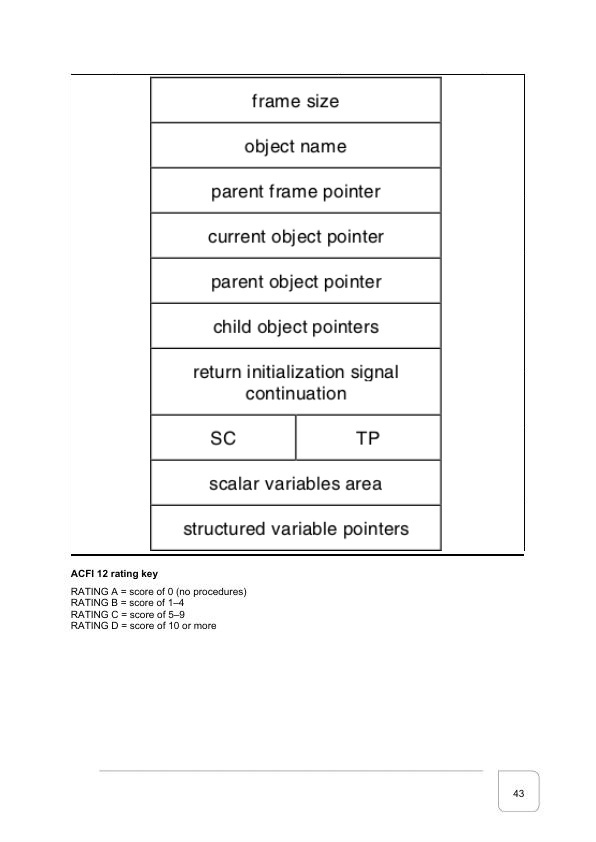 frame size
object name
parent frame pointer
current object pointer
parent object pointer
child object pointers
return initialization signal
continuation
SC TP
scalar variables area
structured variable pointers
ACFI 12 rating key
RATING A = score of 0 (no procedures)
RATING B = score of 1–4
RATING C = score of 5–9
RATING D = score of 10 or more
43